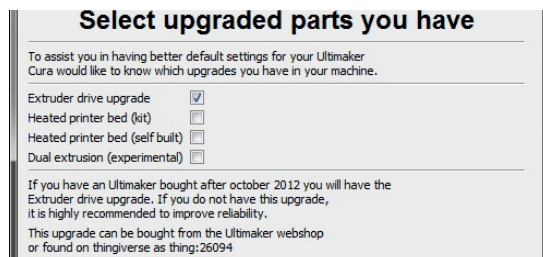 Select upgraded parts you have
To assist you in having better default settings for your Ultimaker
Cura would like to know which upgrades you have in your machine.
Extruder drive upgrade
Heated printer bed (kit)
Heated printer bed (self built)
Dual extrusion (experimental)
If you have an Ultimaker bought after october 2012 you will have the
Extruder drive upgrade. If you do not have this upgrade,
it is highly recommended to improve reliability.
This upgrade can be bought from the Ultimaker webshop
or found on thingiverse as thing:26094